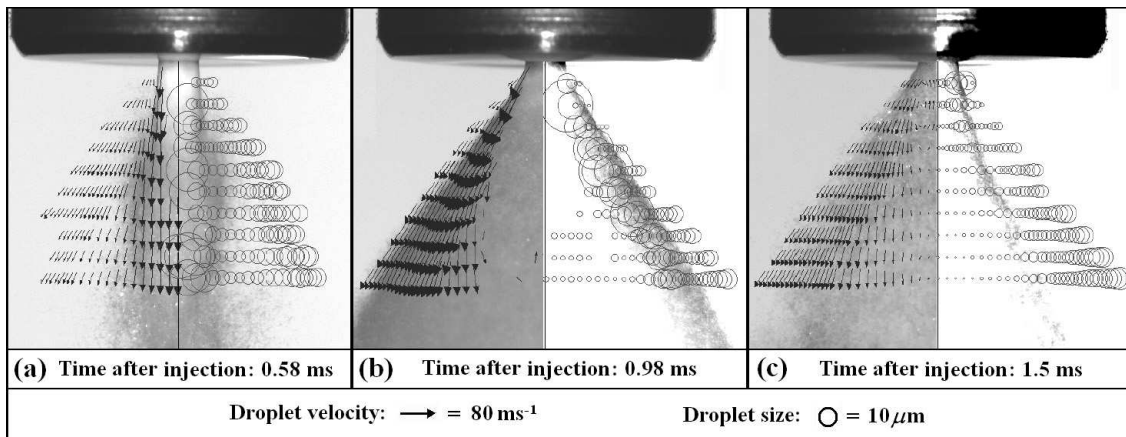 (a) Time after injection: 0.58 ms
(b) Time after injection: 0.98 ms
(c) Time after injection: 1.5 ms
Droplet velocity: = 80 ms⁻¹
Droplet size: = 10 μm